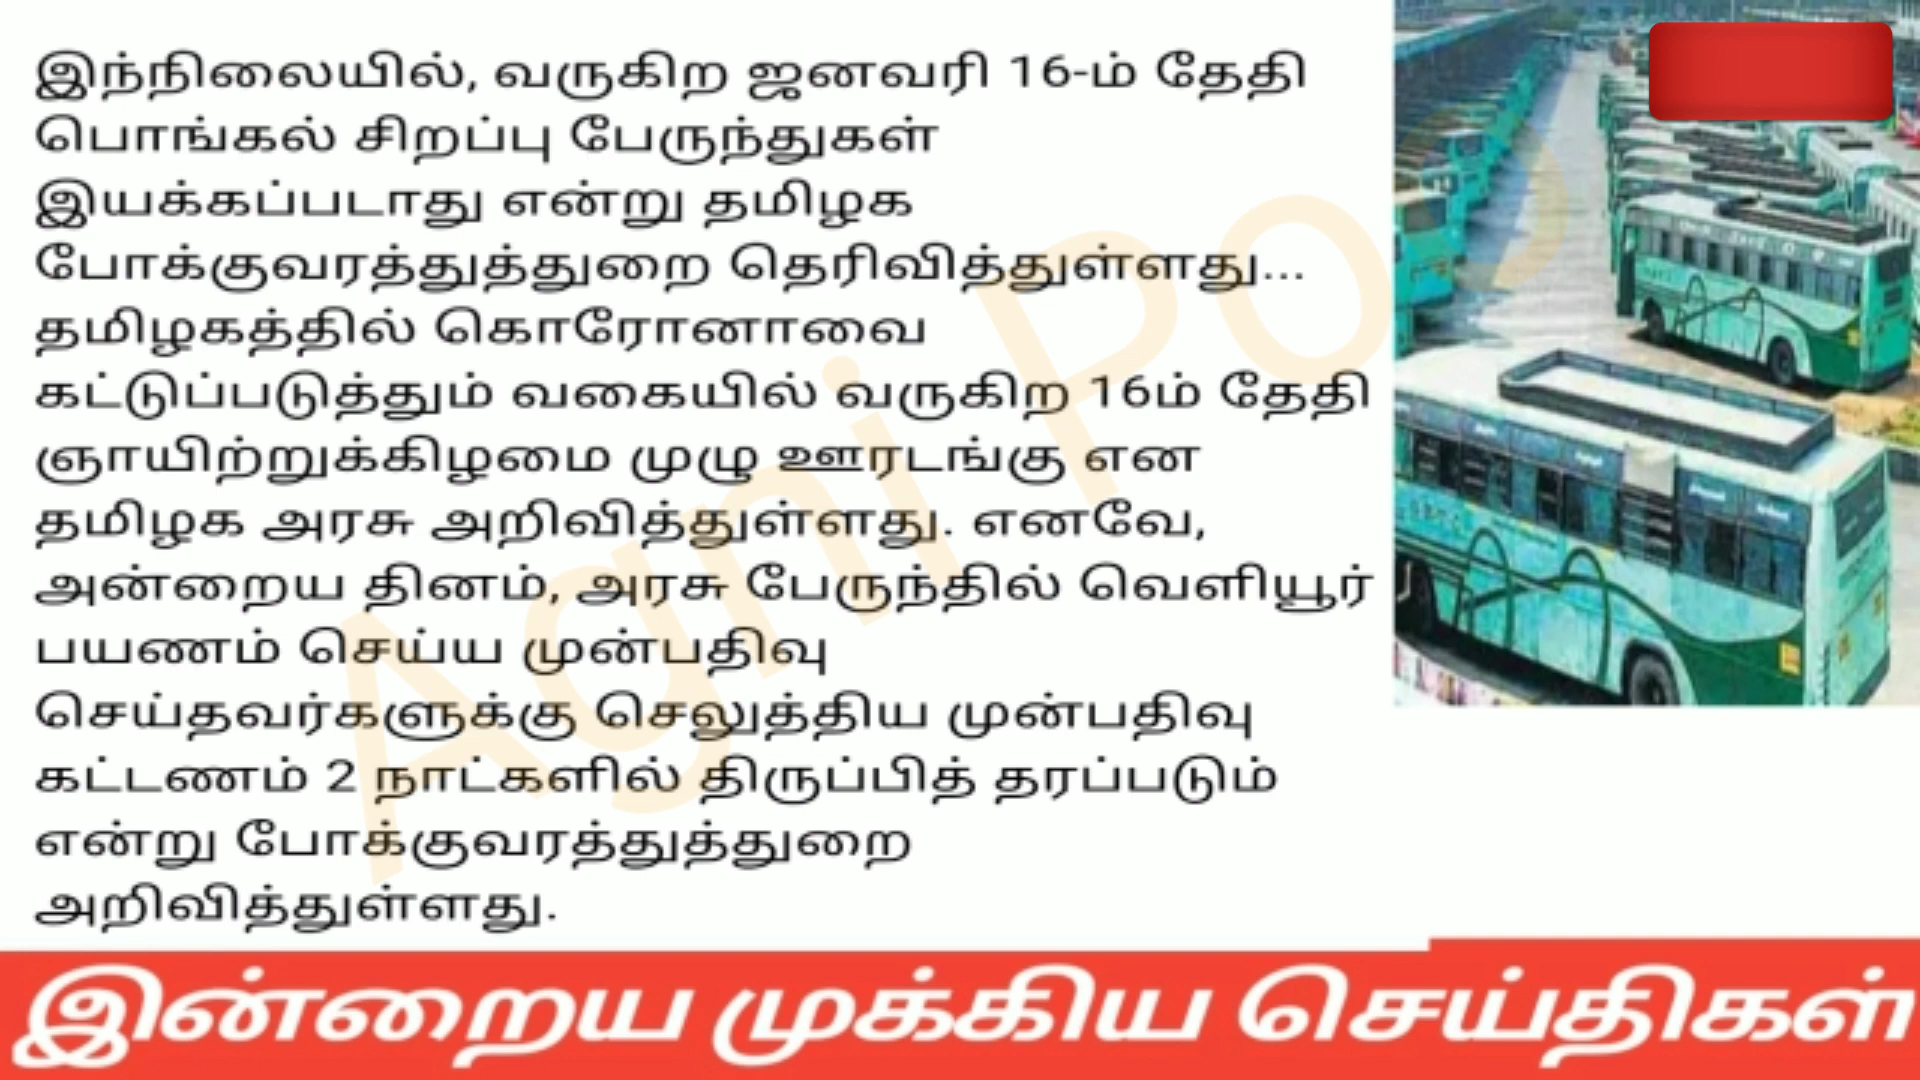 இந்நிலையில், வருகிற ஜனவரி 16-ம் தேதி
பொங்கல் சிறப்பு பேருந்துகள்
இயக்கப்படாது என்று தமிழக
போக்குவரத்துத்துறை தெரிவித்துள்ளது...
தமிழகத்தில் கொரோனாவை
கட்டுப்படுத்தும் வகையில் வருகிற 16ம் தேதி
ஞாயிற்றுக்கிழமை முழு ஊரடங்கு என
தமிழக அரசு அறிவித்துள்ளது. எனவே,
அன்றைய தினம், அரசு பேருந்தில் வெளியூர்
பயணம் செய்ய முன்பதிவு
செய்தவர்களுக்கு செலுத்திய முன்பதிவு
கட்டணம் 2 நாட்களில் திருப்பித் தரப்படும்
என்று போக்குவரத்துத்துறை
அறிவித்துள்ளது.
Agni Po
இன்றைய முக்கிய செய்திகள்